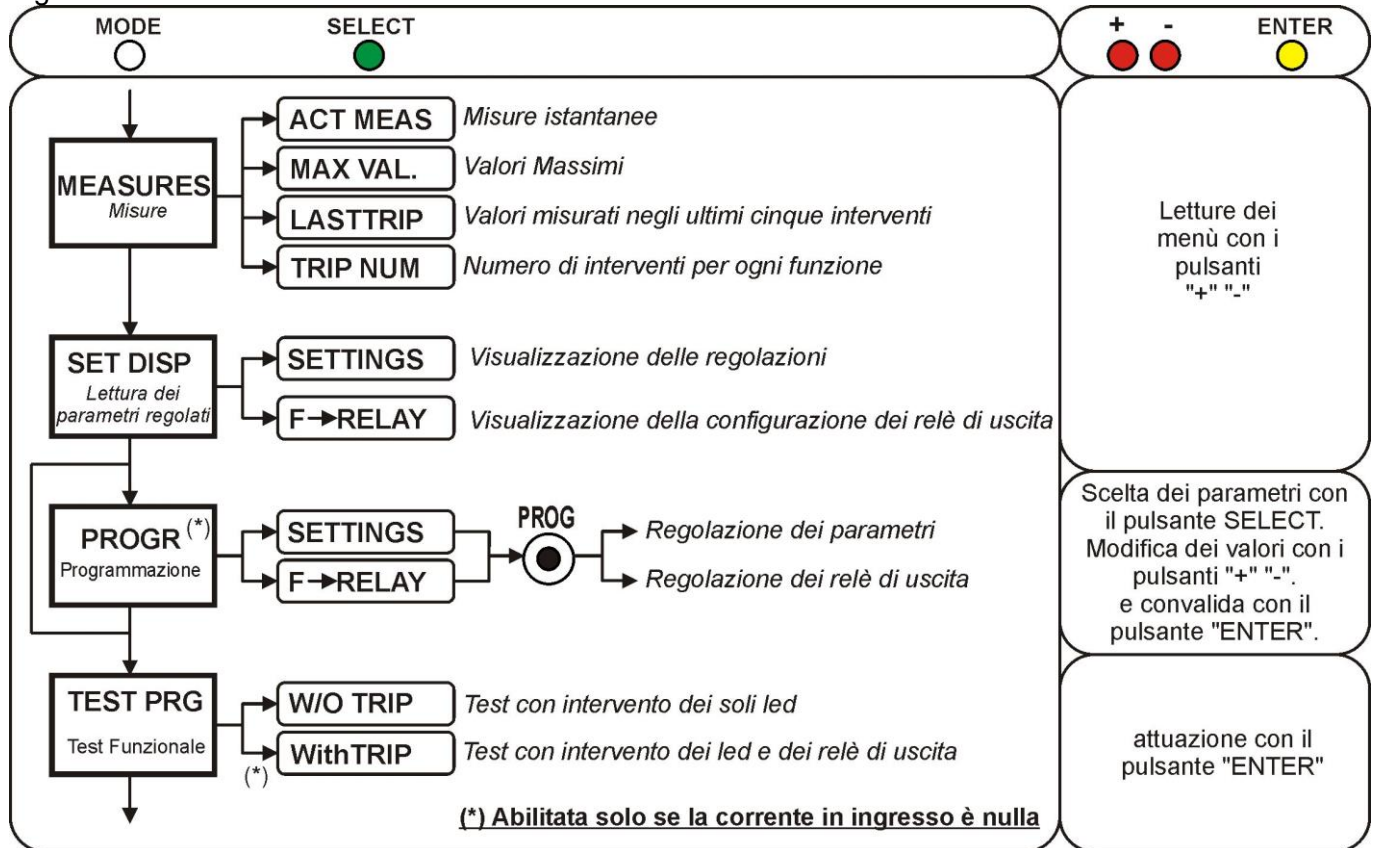 MODE
SELECT
+ -
ENTER
MEASURES
Misure
ACT MEAS
Misure istantanee
MAX VAL.
Valori Massimi
LASTTRIP
Valori misurati negli ultimi cinque interventi
TRIP NUM
Numero di interventi per ogni funzione
Letture dei
menù con i
pulsanti
"+" "-"
SET DISP
Lettura dei
parametri regolati
SETTINGS
Visualizzazione delle regolazioni
F→RELAY
Visualizzazione della configurazione dei relè di uscita
PROGR (*)
Programmazione
SETTINGS
F→RELAY
PROG
Regolazione dei parametri
Regolazione dei relè di uscita
Scelta dei parametri con
il pulsante SELECT.
Modifica dei valori con i
pulsanti "+" "-".
e convalida con il
pulsante "ENTER".
TEST PRG
Test Funzionale
W/O TRIP
Test con intervento dei soli led
WithTRIP
(*)
Test con intervento dei led e dei relè di uscita
attuazione con il
pulsante "ENTER"
(*) Abilitata solo se la corrente in ingresso è nulla